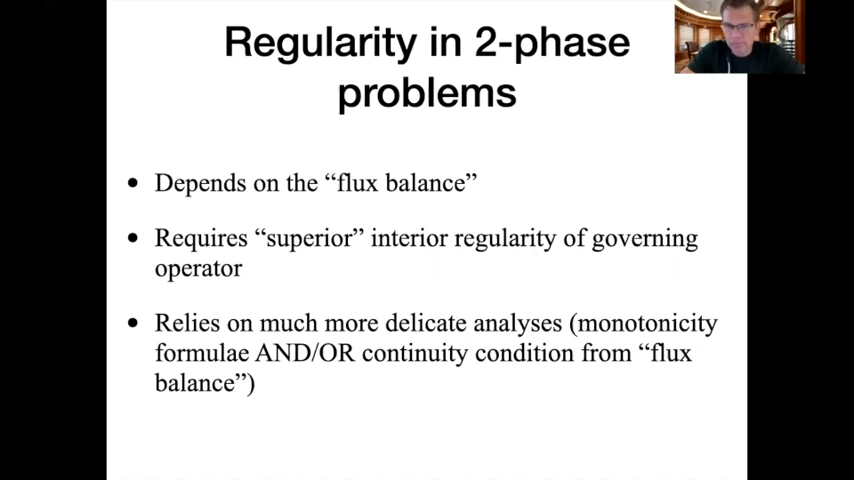 Regularity in 2-phase
problems
• Depends on the “flux balance”
• Requires “superior” interior regularity of governing
operator
• Relies on much more delicate analyses (monotonicity
formulae AND/OR continuity condition from “flux
balance”)